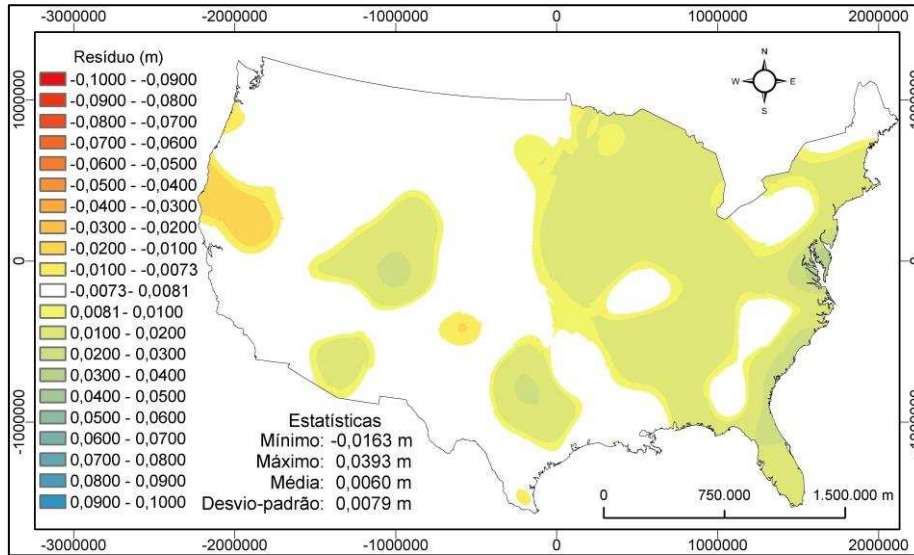 -3000000 -2000000 -1000000 0 1000000 2000000
Resíduo (m)
-0,1000 - -0,0900
-0,0900 - -0,0800
-0,0800 - -0,0700
-0,0700 - -0,0600
-0,0600 - -0,0500
-0,0500 - -0,0400
-0,0400 - -0,0300
-0,0300 - -0,0200
-0,0200 - -0,0100
-0,0100 - -0,0073
-0,0073- 0,0081
0,0081 - 0,0100
0,0100 - 0,0200
0,0200 - 0,0300
0,0300 - 0,0400
0,0400 - 0,0500
0,0500 - 0,0600
0,0600 - 0,0700
0,0700 - 0,0800
0,0800 - 0,0900
0,0900 - 0,1000
N
W E
S
1000000
0
-1000000
Estatísticas
Mínimo: -0,0163 m
Máximo: 0,0393 m
Média: 0,0060 m
Desvio-padrão: 0,0079 m
0 750.000 1.500.000 m
0
-3000000 -2000000 -1000000 0 1000000 2000000